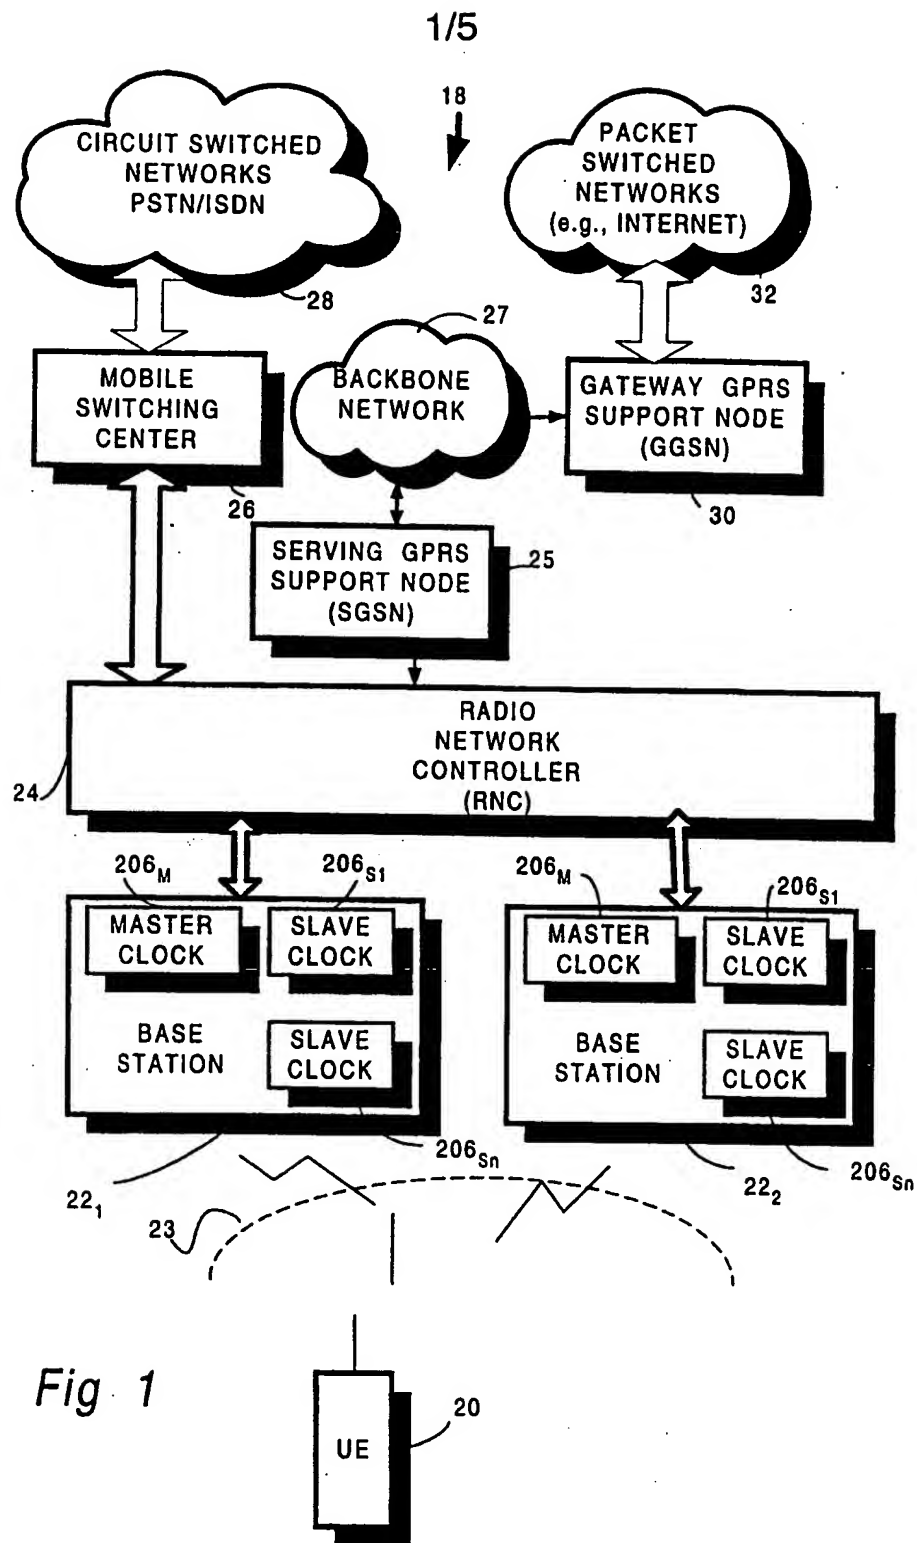 1/5
18
CIRCUIT SWITCHED
NETWORKS
PSTN/ISDN
28
PACKET
SWITCHED
NETWORKS
(e.g., INTERNET)
32
27
BACKBONE
NETWORK
MOBILE
SWITCHING
CENTER
26
GATEWAY GPRS
SUPPORT NODE
(GGSN)
30
SERVING GPRS
SUPPORT NODE
(SGSN)
25
RADIO
NETWORK
CONTROLLER
(RNC)
24
206M
206S1
MASTER
CLOCK
SLAVE
CLOCK
BASE
STATION
SLAVE
CLOCK
206Sn
221
206M
206S1
MASTER
CLOCK
SLAVE
CLOCK
BASE
STATION
SLAVE
CLOCK
206Sn
222
23
Fig 1
UE
20